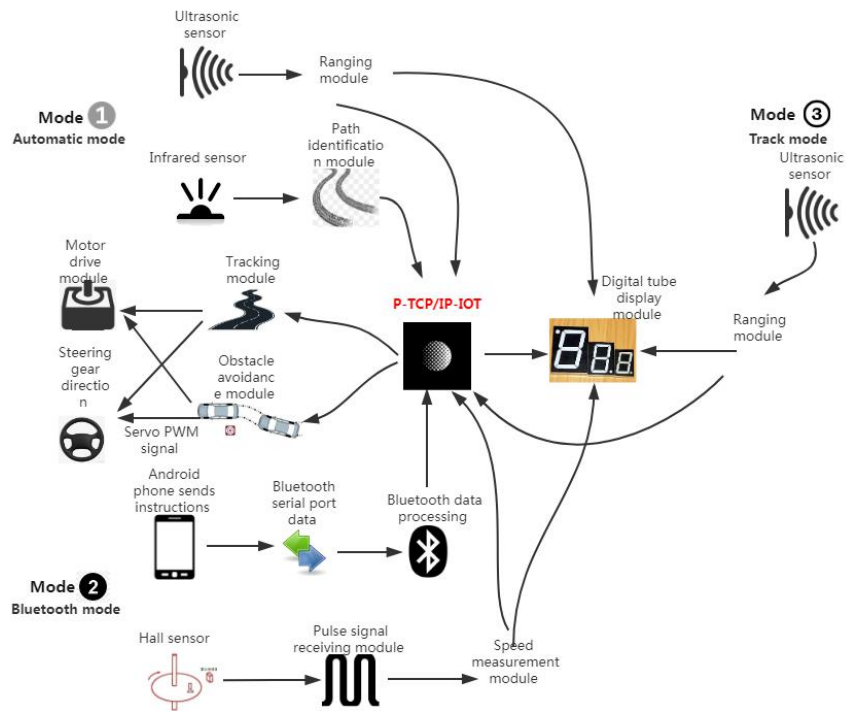 Ultrasonic
sensor
Ranging
module
Mode 1
Automatic mode
Mode 3
Track mode
Ultrasonic
sensor
Infrared sensor
Path
identificatio
n module
Motor
drive
module
Tracking
module
P-TCP/IP-IOT
Digital tube
display
module
Ranging
module
Steering
gear
directio
n
Obstacle
avoidanc
e module
Servo PWM
signal
Android
phone sends
instructions
Bluetooth
serial port
data
Bluetooth data
processing
Mode 2
Bluetooth mode
Hall sensor
Pulse signal
receiving module
Speed
measurement
module